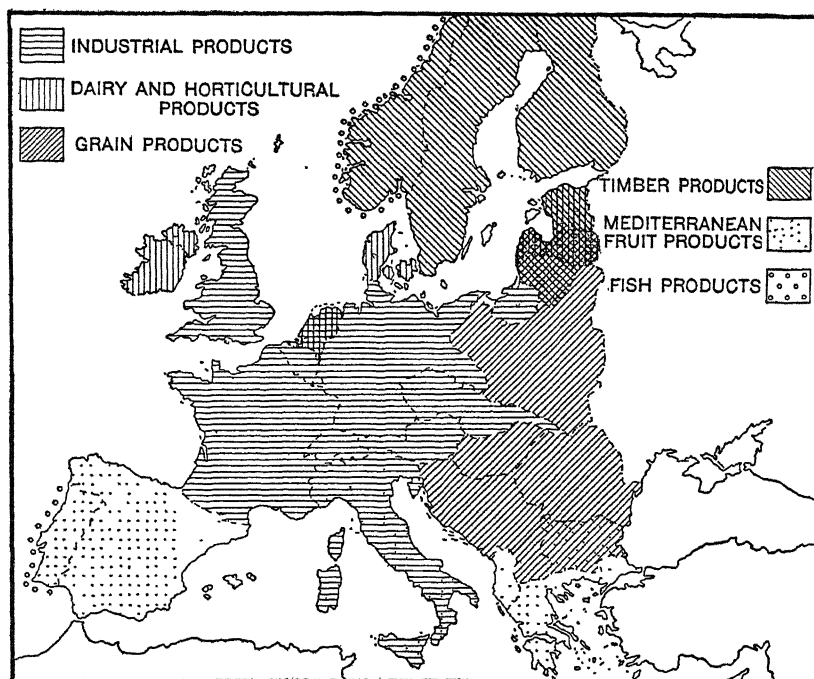 INDUSTRIAL PRODUCTS
DAIRY AND HORTICULTURAL
PRODUCTS
GRAIN PRODUCTS
TIMBER PRODUCTS
MEDITERRANEAN
FRUIT PRODUCTS
FISH PRODUCTS